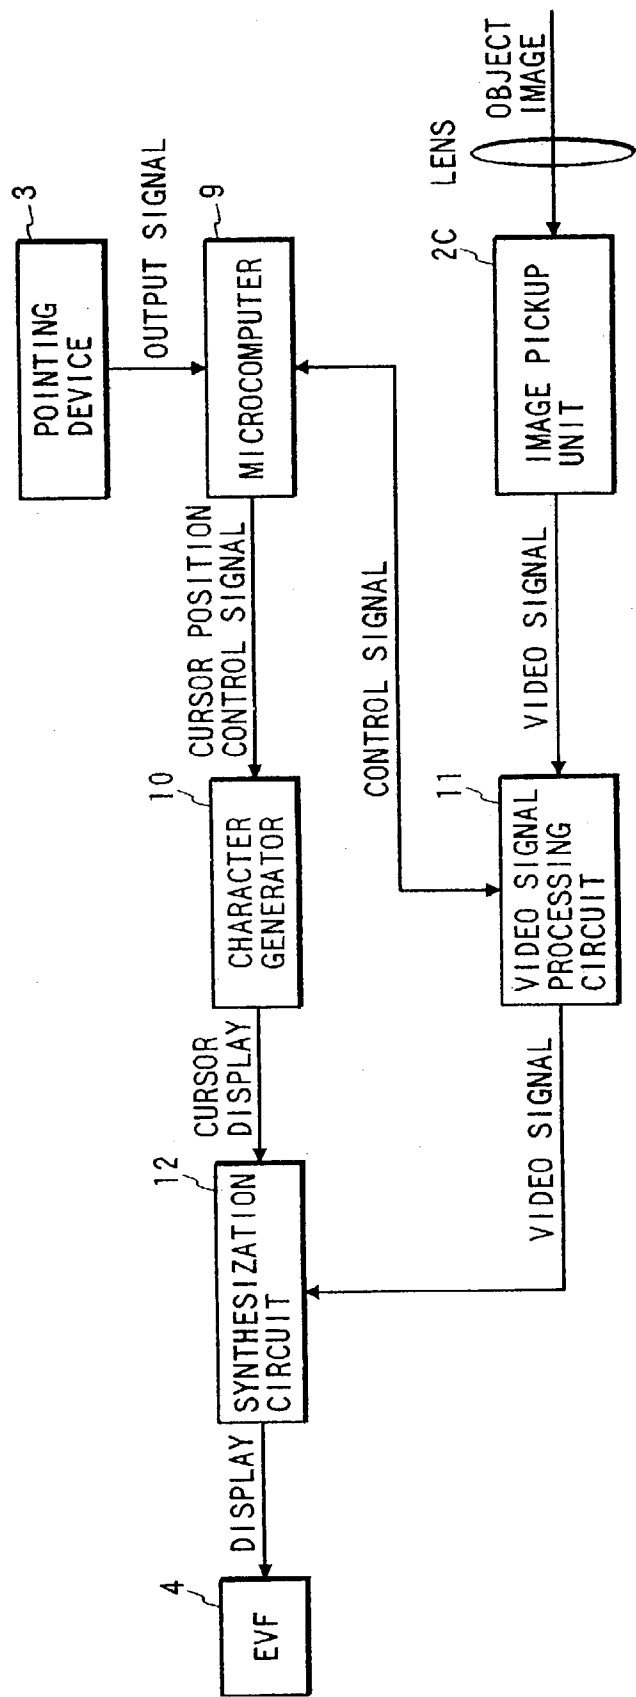 3
POINTING
DEVICE
OUTPUT SIGNAL
9
MICROCOMPUTER
CURSOR POSITION
CONTROL SIGNAL
10
CHARACTER
GENERATOR
CURSOR
DISPLAY
12
SYNTHESIZATION
CIRCUIT
DISPLAY
4
EVF
OBJECT
IMAGE
LENS
2C
IMAGE PICKUP
UNIT
VIDEO SIGNAL
CONTROL SIGNAL
11
VIDEO SIGNAL
PROCESSING
CIRCUIT
VIDEO SIGNAL